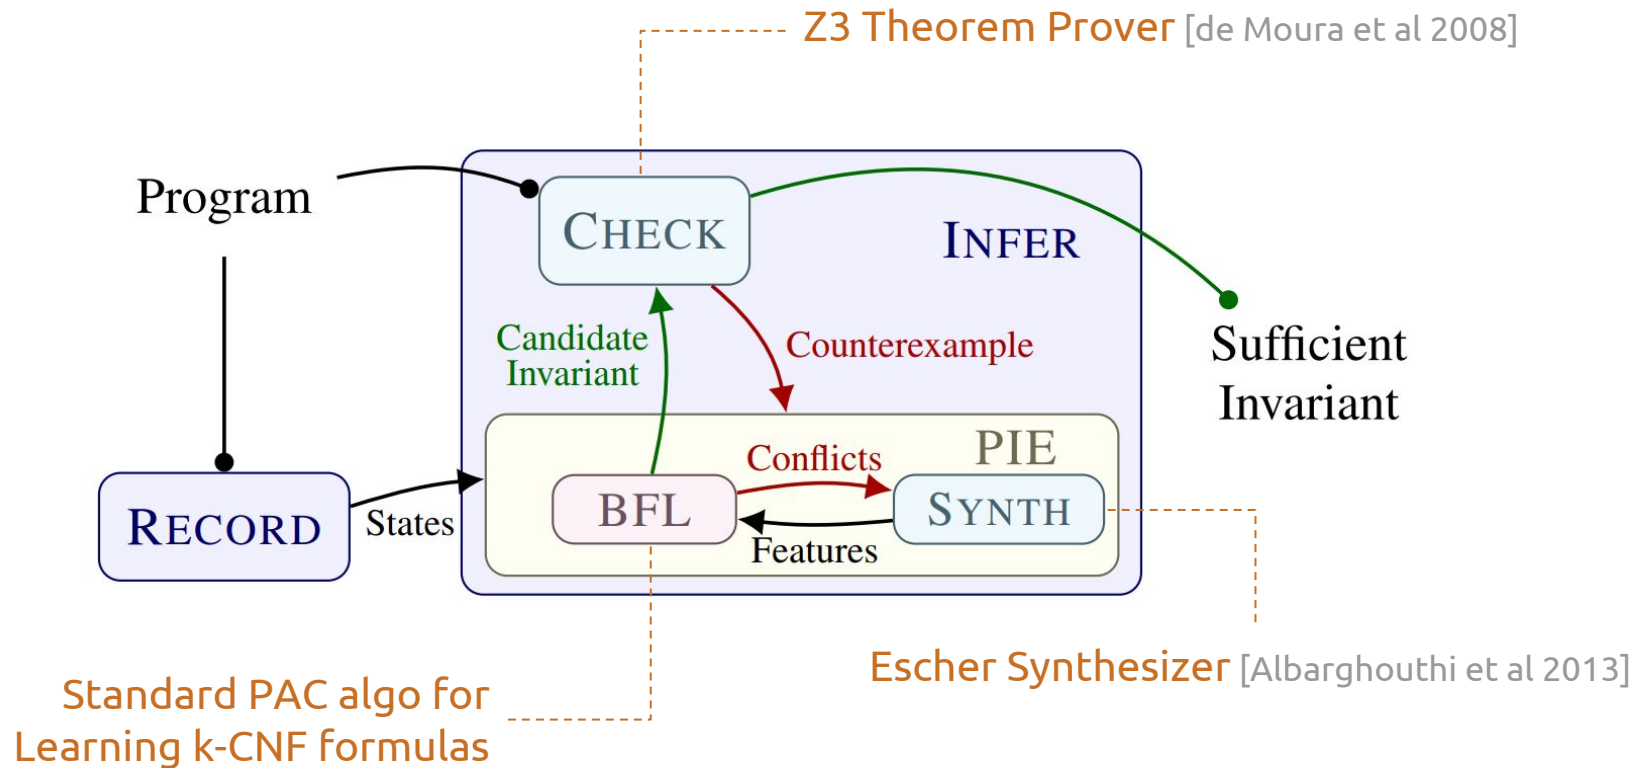 Z3 Theorem Prover [de Moura et al 2008]
Program
CHECK
INFER
Candidate
Invariant
Counterexample
Sufficient
Invariant
PIE
Conflicts
BFL
SYNTH
RECORD
States
Features
Escher Synthesizer [Albarghouthi et al 2013]
Standard PAC algo for
Learning k-CNF formulas